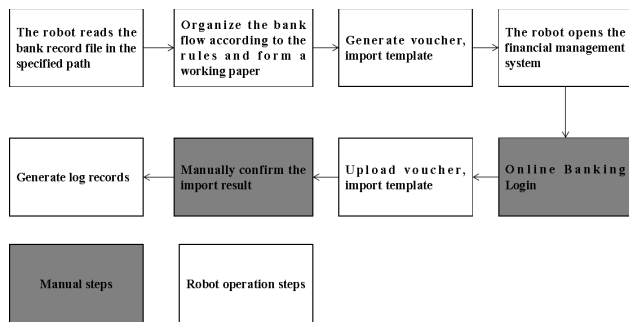 The robot reads the
bank record file in the
specified path
Organize the bank
flow according to the
rules and form a
working paper
Generate voucher,
import template
The robot opens the
financial management
system
Generate log records
Manually confirm the
import result
Upload voucher,
import template
Online Banking
Login
Manual steps
Robot operation steps